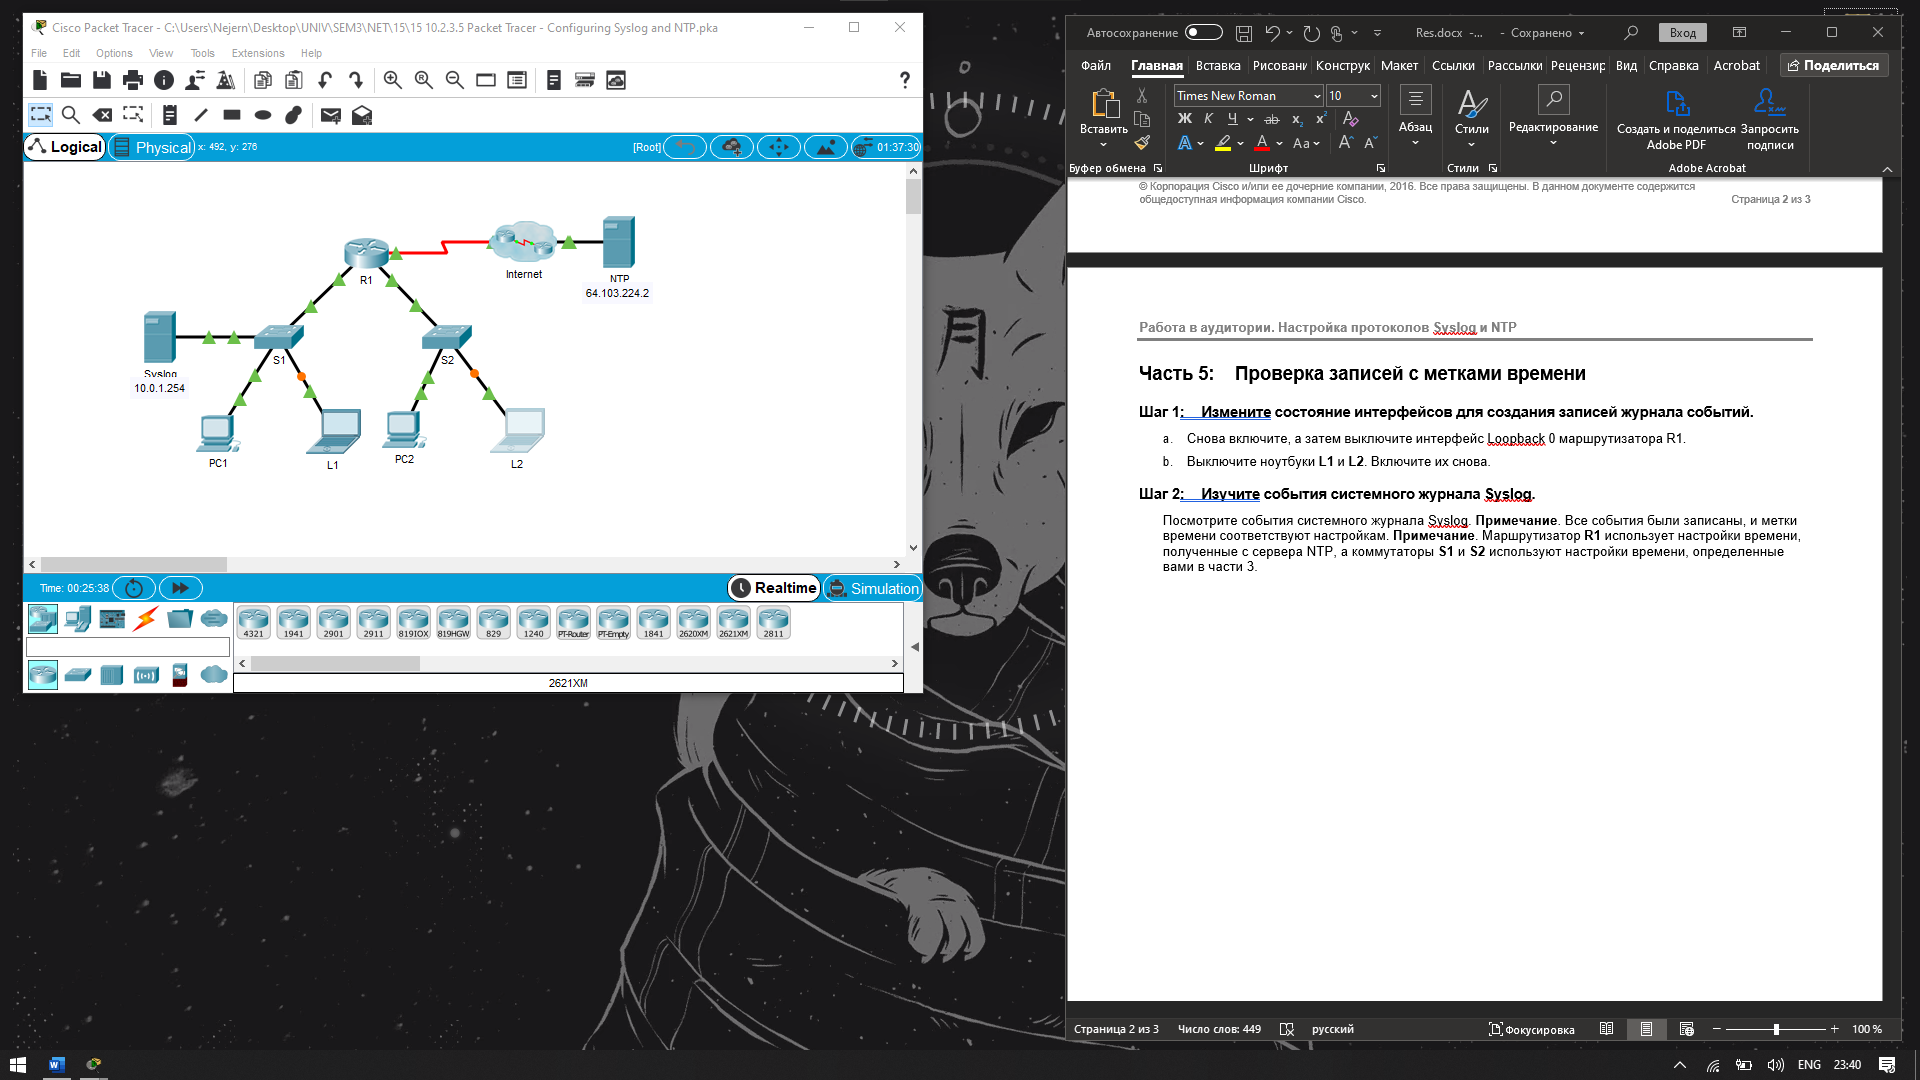 Cisco Packet Tracer - C:\Users\Nejern\Desktop\UNIV\SEM3\NET\15\15 10.2.3.5 Packet Tracer - Configuring Syslog and NTP.pka
File Edit Options View Tools Extensions Help
?
Logical Physical x: 492, y: 276 [Root] 01:37:30
R1
Internet
NTP
64.103.224.2
S1
S2
Syslog
10.0.1.254
PC1
L1
PC2
L2
Time: 00:25:38 Realtime Simulation
4321 1941 2901 2911 819IOX 819HGW 829 1240 PT-Router PT-Empty 1841 2620XM 2621XM 2811
2621XM
Автосохранение Res.docx -... - Сохранено Вход
Файл Главная Вставка Рисовани Конструк Макет Ссылки Рассылки Рецензир Вид Справка Acrobat Поделиться
Вставить
Times New Roman 10
Ж К Ч ab x₂ x²
A A Aa A A
Абзац Стили Редактирование
Создать и поделиться Adobe PDF
Запросить подписи
Буфер обмена Шрифт Стили Adobe Acrobat
© Корпорация Cisco и/или ее дочерние компании, 2016. Все права защищены. В данном документе содержится
общедоступная информация компании Cisco. Страница 2 из 3
月
Работа в аудитории. Настройка протоколов Syslog и NTP
Часть 5: Проверка записей с метками времени
Шаг 1: Измените состояние интерфейсов для создания записей журнала событий.
a. Снова включите, а затем выключите интерфейс Loopback 0 маршрутизатора R1.
b. Выключите ноутбуки L1 и L2. Включите их снова.
Шаг 2: Изучите события системного журнала Syslog.
Посмотрите события системного журнала Syslog. Примечание. Все события были записаны, и метки
времени соответствуют настройкам. Примечание. Маршрутизатор R1 использует настройки времени,
полученные с сервера NTP, а коммутаторы S1 и S2 используют настройки времени, определенные
вами в части 3.
Страница 2 из 3 Число слов: 449 русский Фокусировка 100 %
ENG 23:40